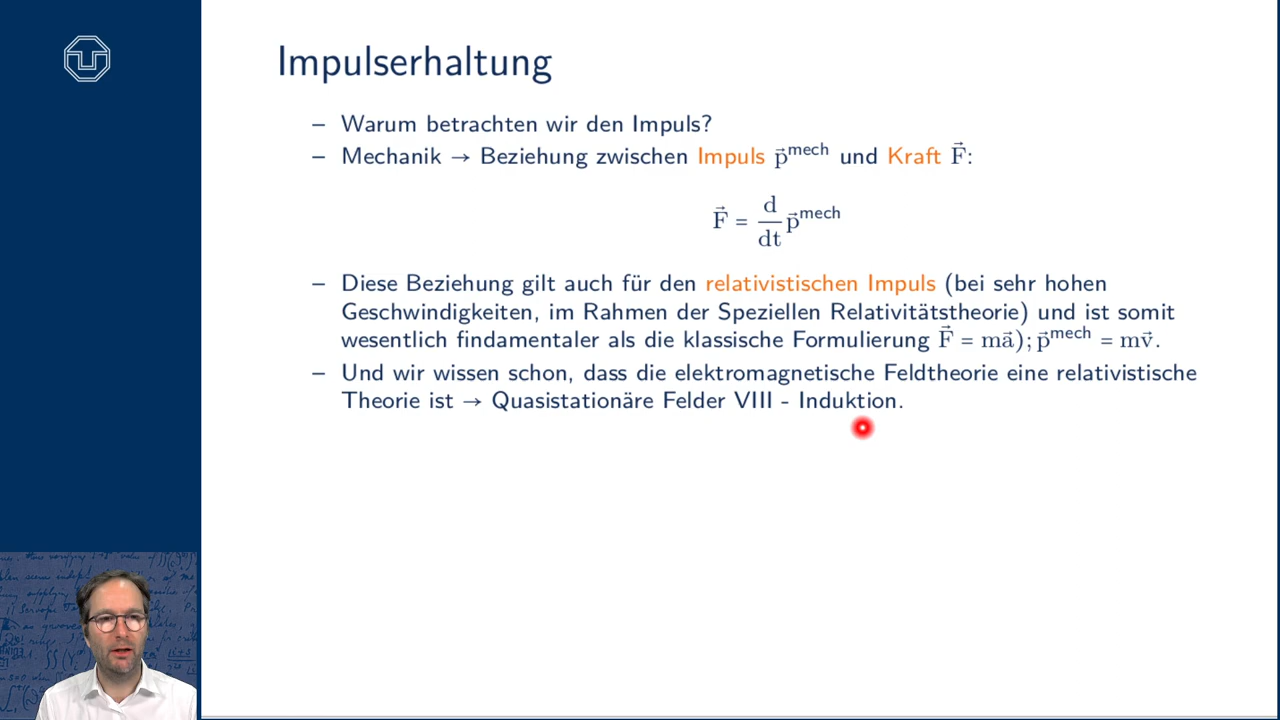 Impulserhaltung
– Warum betrachten wir den Impuls?
– Mechanik → Beziehung zwischen Impuls p⃗^mech und Kraft F⃗:
F⃗ = d/dt p⃗^mech
– Diese Beziehung gilt auch für den relativistischen Impuls (bei sehr hohen
Geschwindigkeiten, im Rahmen der Speziellen Relativitätstheorie) und ist somit
wesentlich findamentaler als die klassische Formulierung F⃗ = ma⃗); p⃗^mech = mv⃗.
– Und wir wissen schon, dass die elektromagnetische Feldtheorie eine relativistische
Theorie ist → Quasistationäre Felder VIII - Induktion.